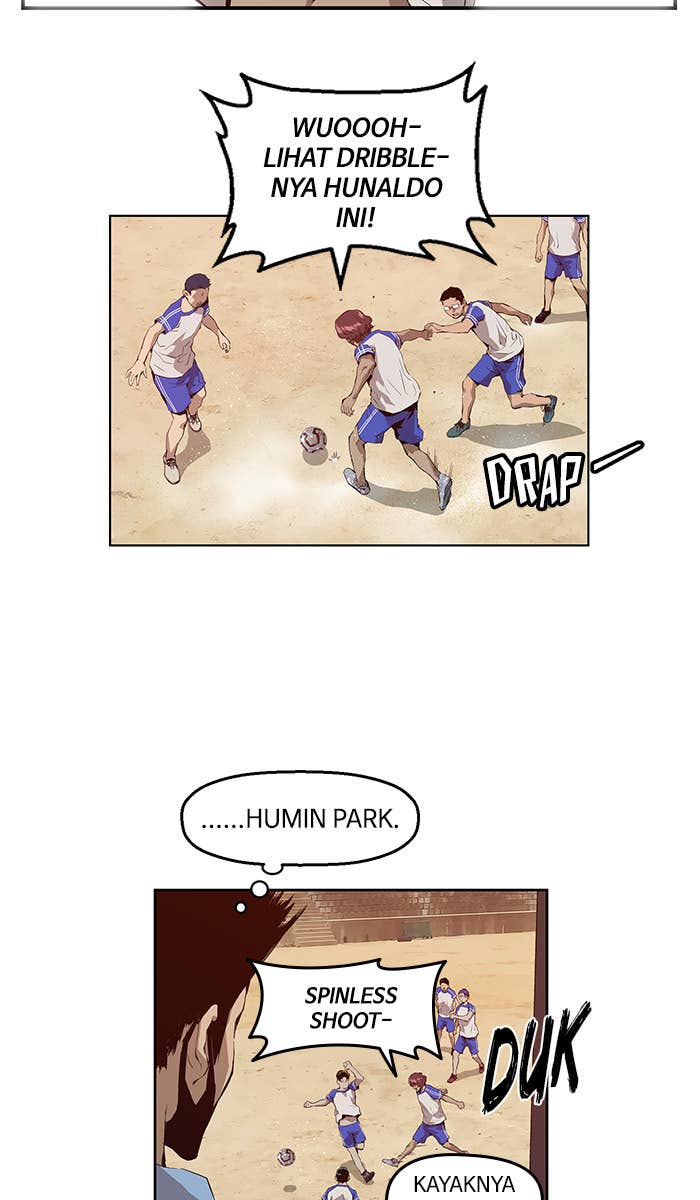 WUOOOH-
LIHAT DRIBBLE-
NYA HUNALDO
INI!
DRAP
......HUMIN PARK.
SPINLESS
SHOOT-
DUK
KAYAKNYA